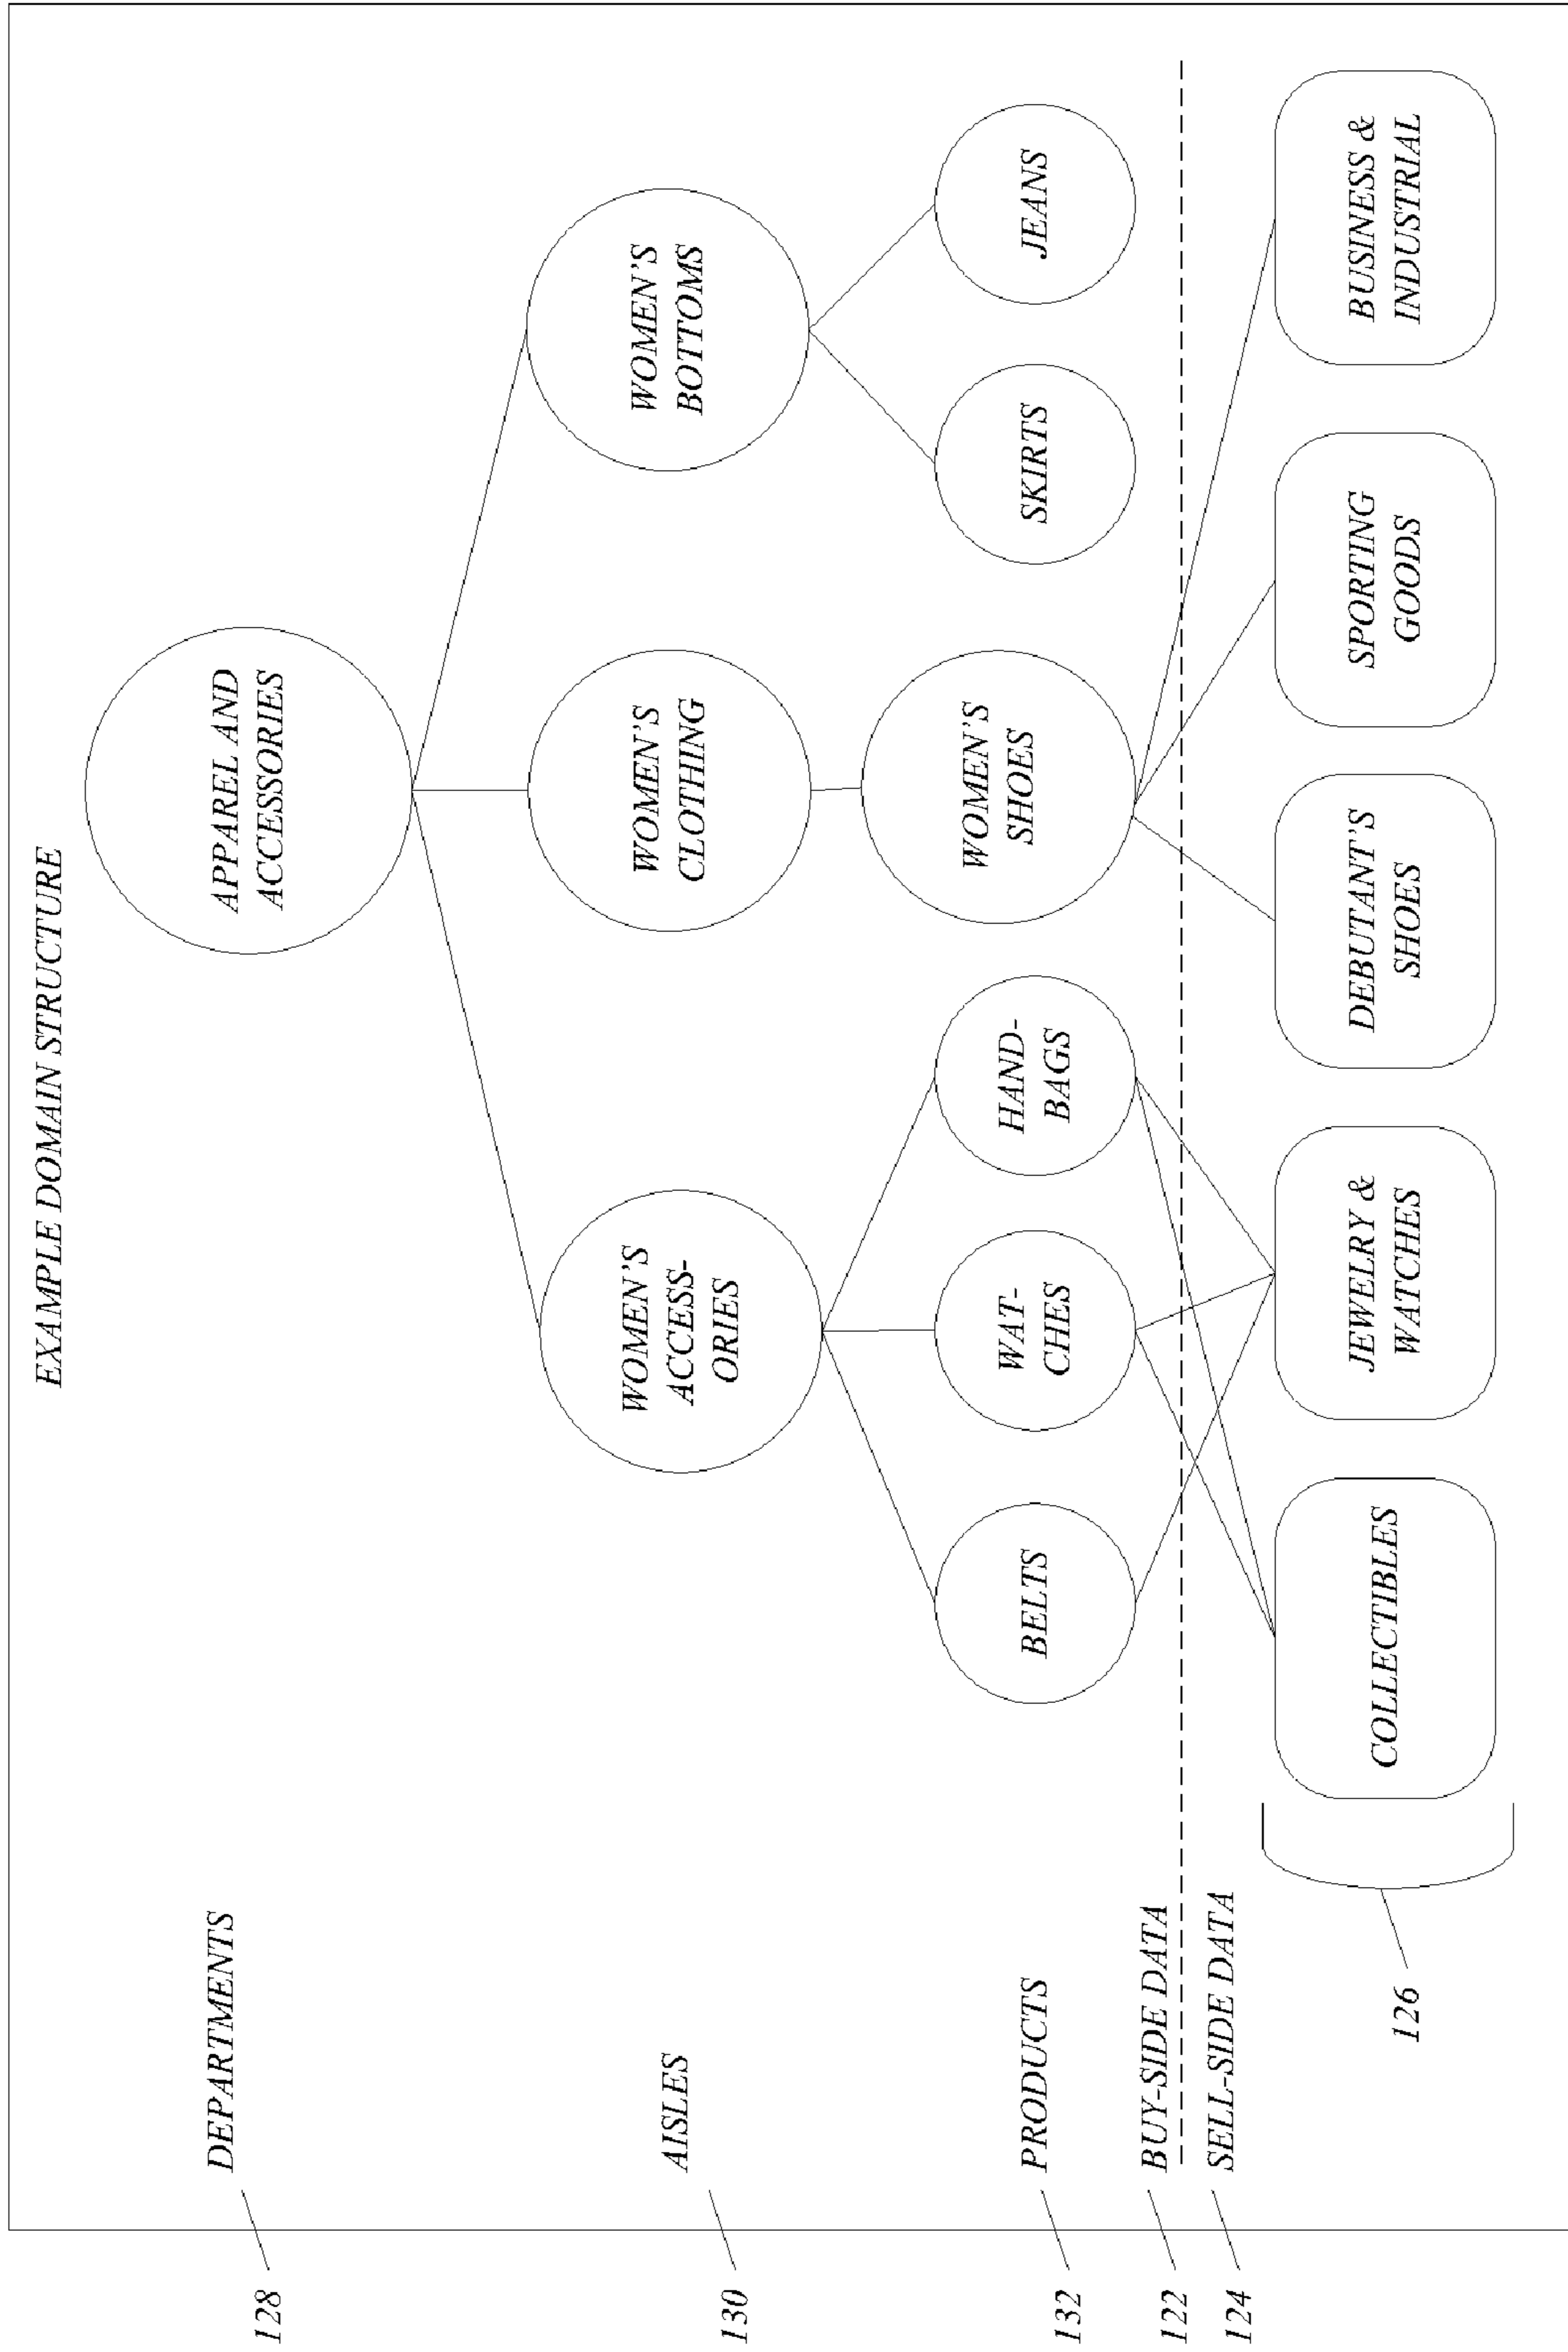 EXAMPLE DOMAIN STRUCTURE
128
DEPARTMENTS
APPAREL AND
ACCESSORIES
130
AISLES
WOMEN'S
ACCESS-
ORIES
WOMEN'S
CLOTHING
WOMEN'S
BOTTOMS
132
PRODUCTS
BELTS
WAT-
CHES
HAND-
BAGS
WOMEN'S
SHOES
SKIRTS
JEANS
122
BUY-SIDE DATA
124
SELL-SIDE DATA
126
COLLECTIBLES
JEWELRY &
WATCHES
DEBUTANT'S
SHOES
SPORTING
GOODS
BUSINESS &
INDUSTRIAL